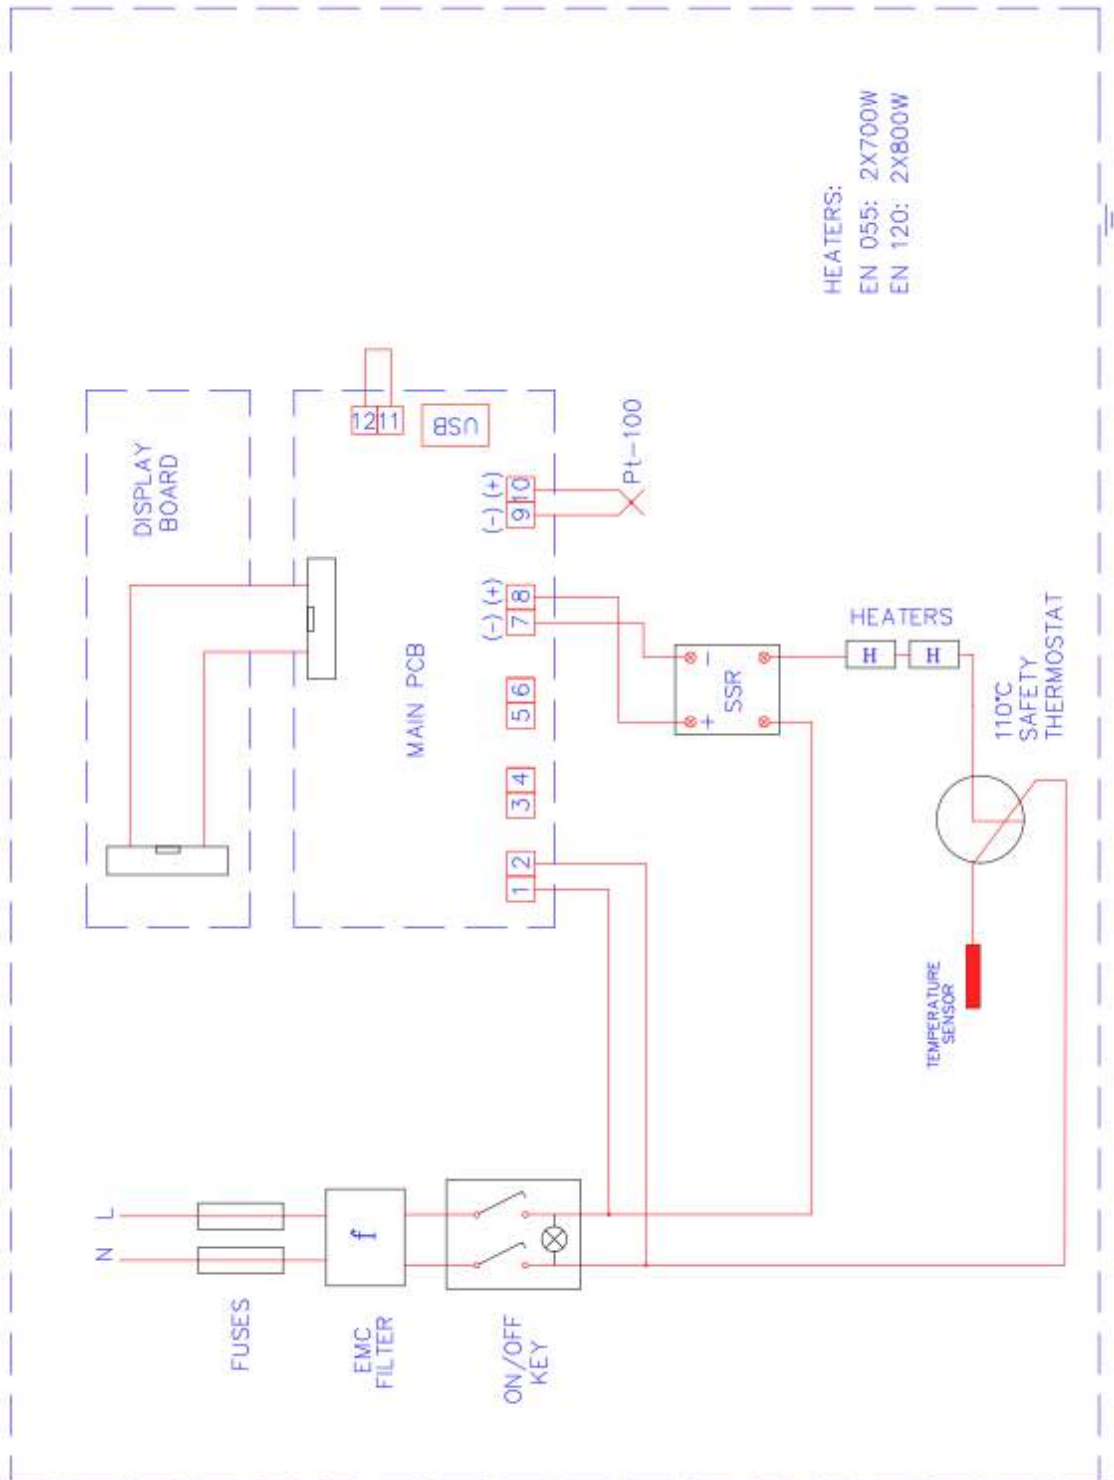 L
N
FUSES
f
EMC
FILTER
ON/OFF
KEY
DISPLAY
BOARD
MAIN PCB
12 11
USB
1 2
3 4
5 6
(-) (+)
7 8
(-) (+)
9 10
Pt-100
+ -
SSR
HEATERS
H H
110°C
SAFETY
THERMOSTAT
TEMPERATURE
SENSOR
HEATERS:
EN 055: 2X700W
EN 120: 2X800W